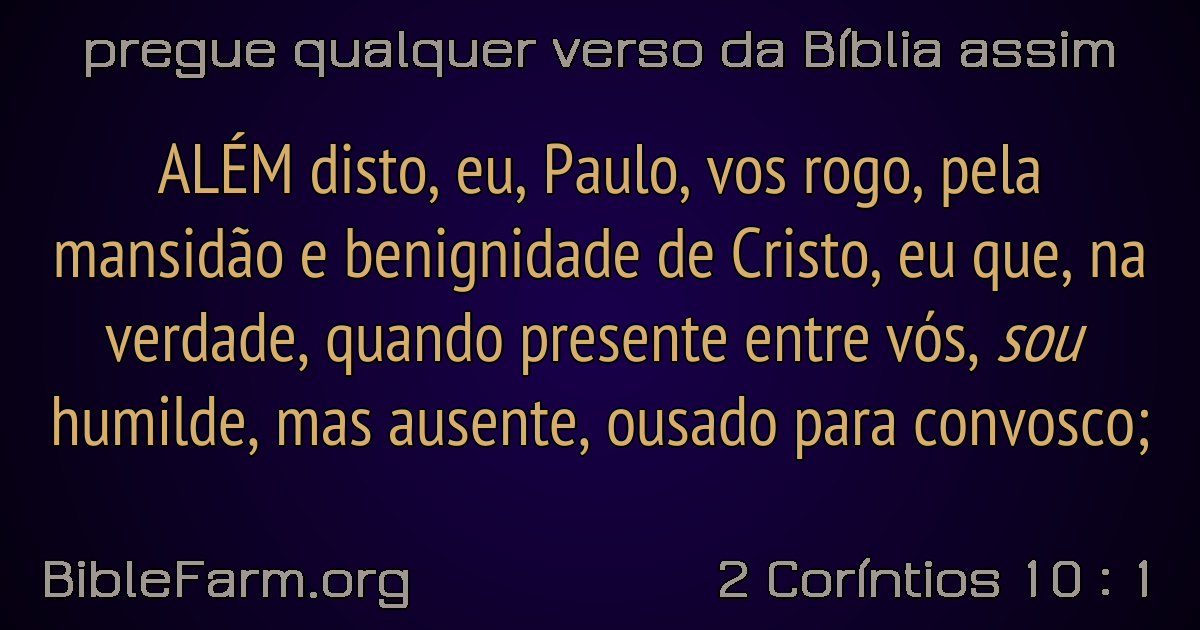 pregue qualquer verso da Bíblia assim
ALÉM disto, eu, Paulo, vos rogo, pela
mansidão e benignidade de Cristo, eu que, na
verdade, quando presente entre vós, sou
humilde, mas ausente, ousado para convosco;
BibleFarm.org
2 Coríntios 10 : 1